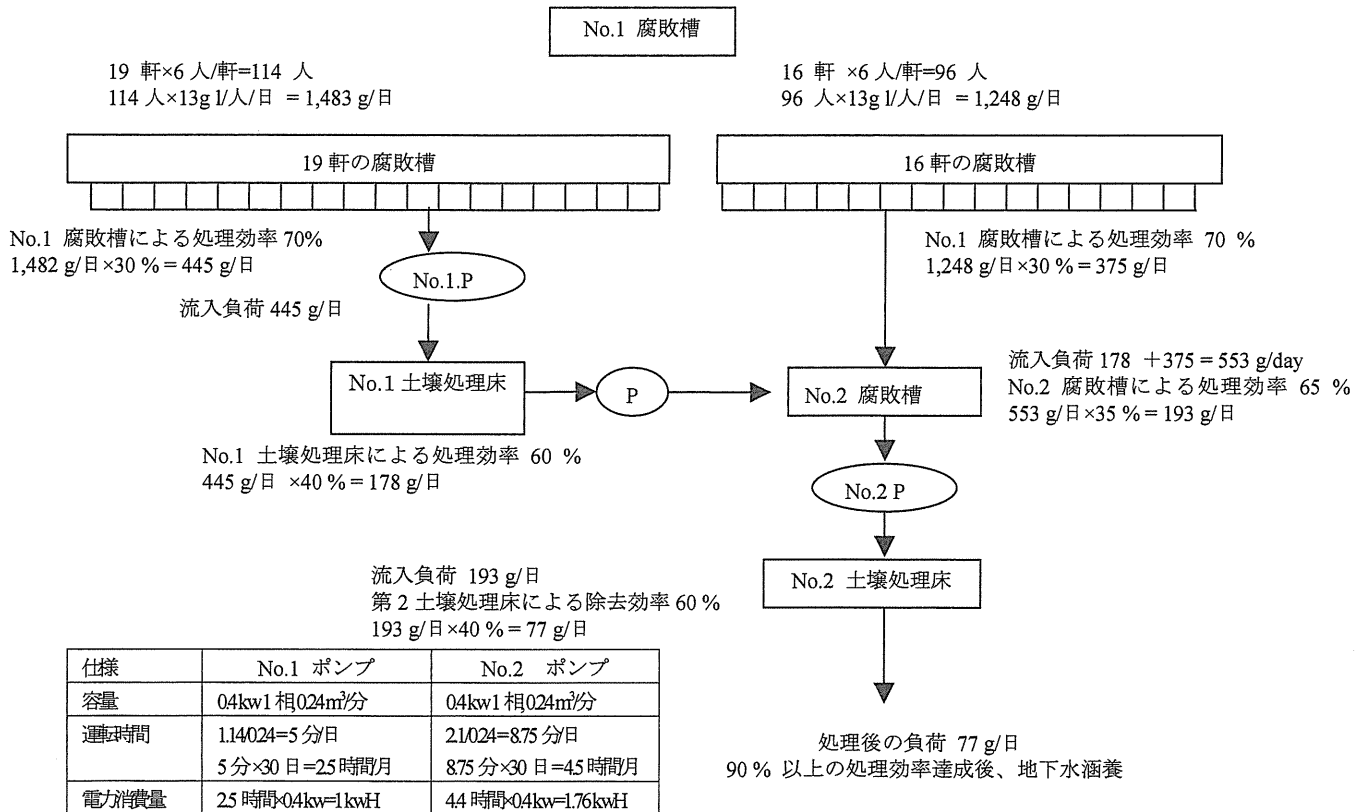 No.1 腐敗槽
19 軒×6 人/軒=114 人
114 人×13g l/人/日 = 1,483 g/日
16 軒 ×6 人/軒=96 人
96 人×13g l/人/日 = 1,248 g/日
19 軒の腐敗槽
16 軒の腐敗槽
No.1 腐敗槽による処理効率 70%
1,482 g/日×30 % = 445 g/日
No.1.P
流入負荷 445 g/日
No.1 腐敗槽による処理効率 70 %
1,248 g/日×30 % = 375 g/日
No.1 土壌処理床
P
No.2 腐敗槽
流入負荷 178 +375 = 553 g/day
No.2 腐敗槽による処理効率 65 %
553 g/日×35 % = 193 g/日
No.1 土壌処理床による処理効率 60 %
445 g/日 ×40 % = 178 g/日
No.2 P
No.2 土壌処理床
流入負荷 193 g/日
第 2 土壌処理床による除去効率 60 %
193 g/日×40 % = 77 g/日
仕様 No.1 ポンプ No.2 ポンプ
容量 0.4kw 1 相,0.24m³/分 0.4kw 1 相,0.24m³/分
運転時間 1.14/0.24=5 分/日 2.1/0.24=8.75 分/日
5 分×30 日=2.5 時間/月 8.75 分×30 日=4.5 時間/月
電力消費量 2.5 時間×0.4kw=1kwH 4.4 時間×0.4kw=1.76kwH
処理後の負荷 77 g/日
90 % 以上の処理効率達成後、地下水涵養